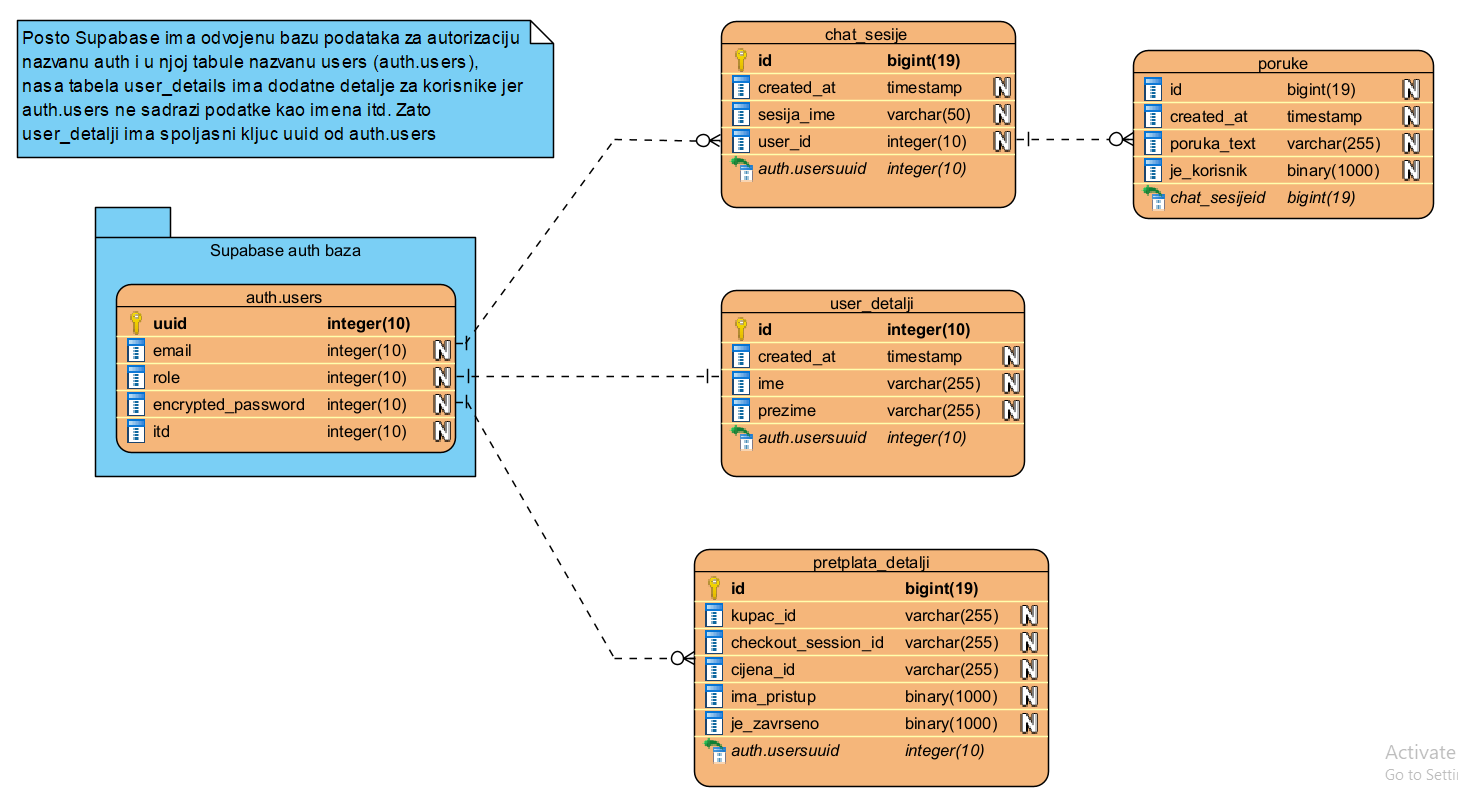 Posto Supabase ima odvojenu bazu podataka za autorizaciju
nazvanu auth i u njoj tabule nazvanu users (auth.users),
nasa tabela user_details ima dodatne detalje za korisnike jer
auth.users ne sadrazi podatke kao imena itd. Zato
user_detalji ima spoljasni kljuc uuid od auth.users
Supabase auth baza
auth.users
uuid integer(10)
email integer(10) N
role integer(10) N
encrypted_password integer(10) N
itd integer(10) N
chat_sesije
id bigint(19)
created_at timestamp N
sesija_ime varchar(50) N
user_id integer(10) N
auth.usersuuid integer(10)
poruke
id bigint(19) N
created_at timestamp N
poruka_text varchar(255) N
je_korisnik binary(1000) N
chat_sesijeid bigint(19)
user_detalji
id integer(10)
created_at timestamp N
ime varchar(255) N
prezime varchar(255) N
auth.usersuuid integer(10)
pretplata_detalji
id bigint(19)
kupac_id varchar(255) N
checkout_session_id varchar(255) N
cijena_id varchar(255) N
ima_pristup binary(1000) N
je_zavrseno binary(1000) N
auth.usersuuid integer(10)
Activate
Go to Setti